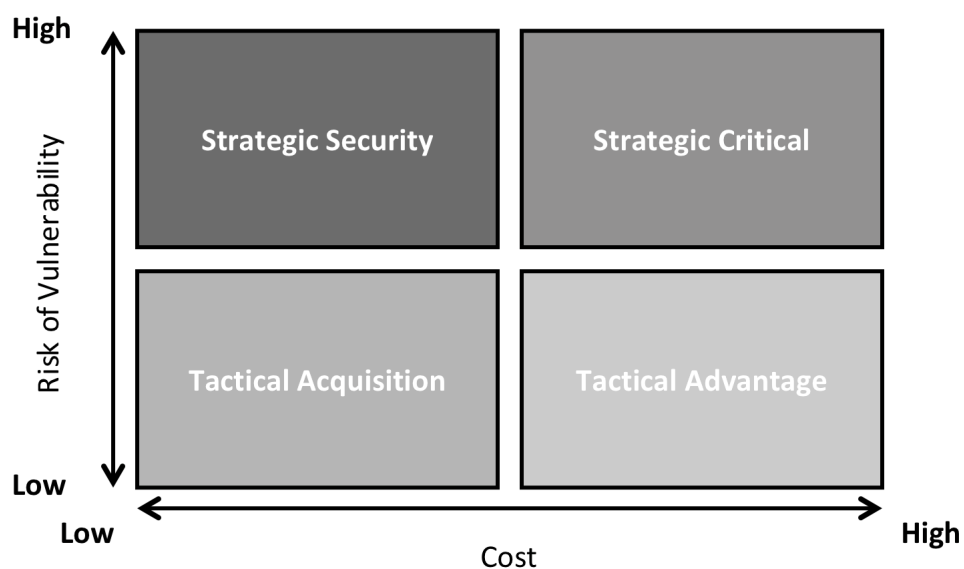 High
Strategic Security
Strategic Critical
Risk of Vulnerability
Tactical Acquisition
Tactical Advantage
Low
Low
High
Cost